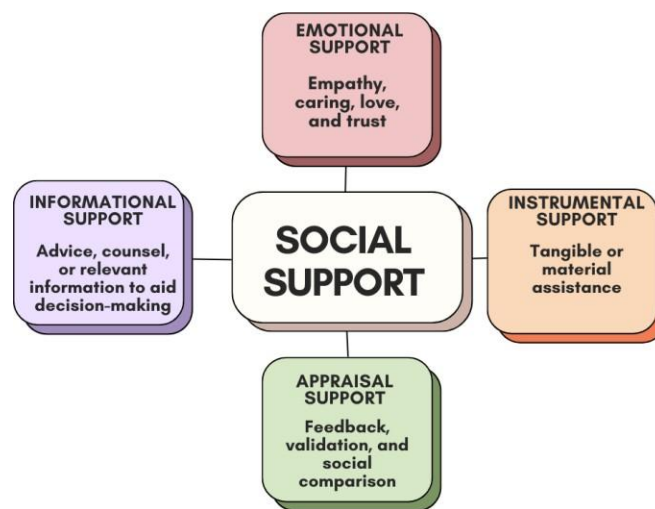 EMOTIONAL
SUPPORT
Empathy,
caring, love,
and trust
INFORMATIONAL
SUPPORT
Advice, counsel,
or relevant
information to aid
decision-making
SOCIAL
SUPPORT
INSTRUMENTAL
SUPPORT
Tangible or
material
assistance
APPRAISAL
SUPPORT
Feedback,
validation, and
social
comparison